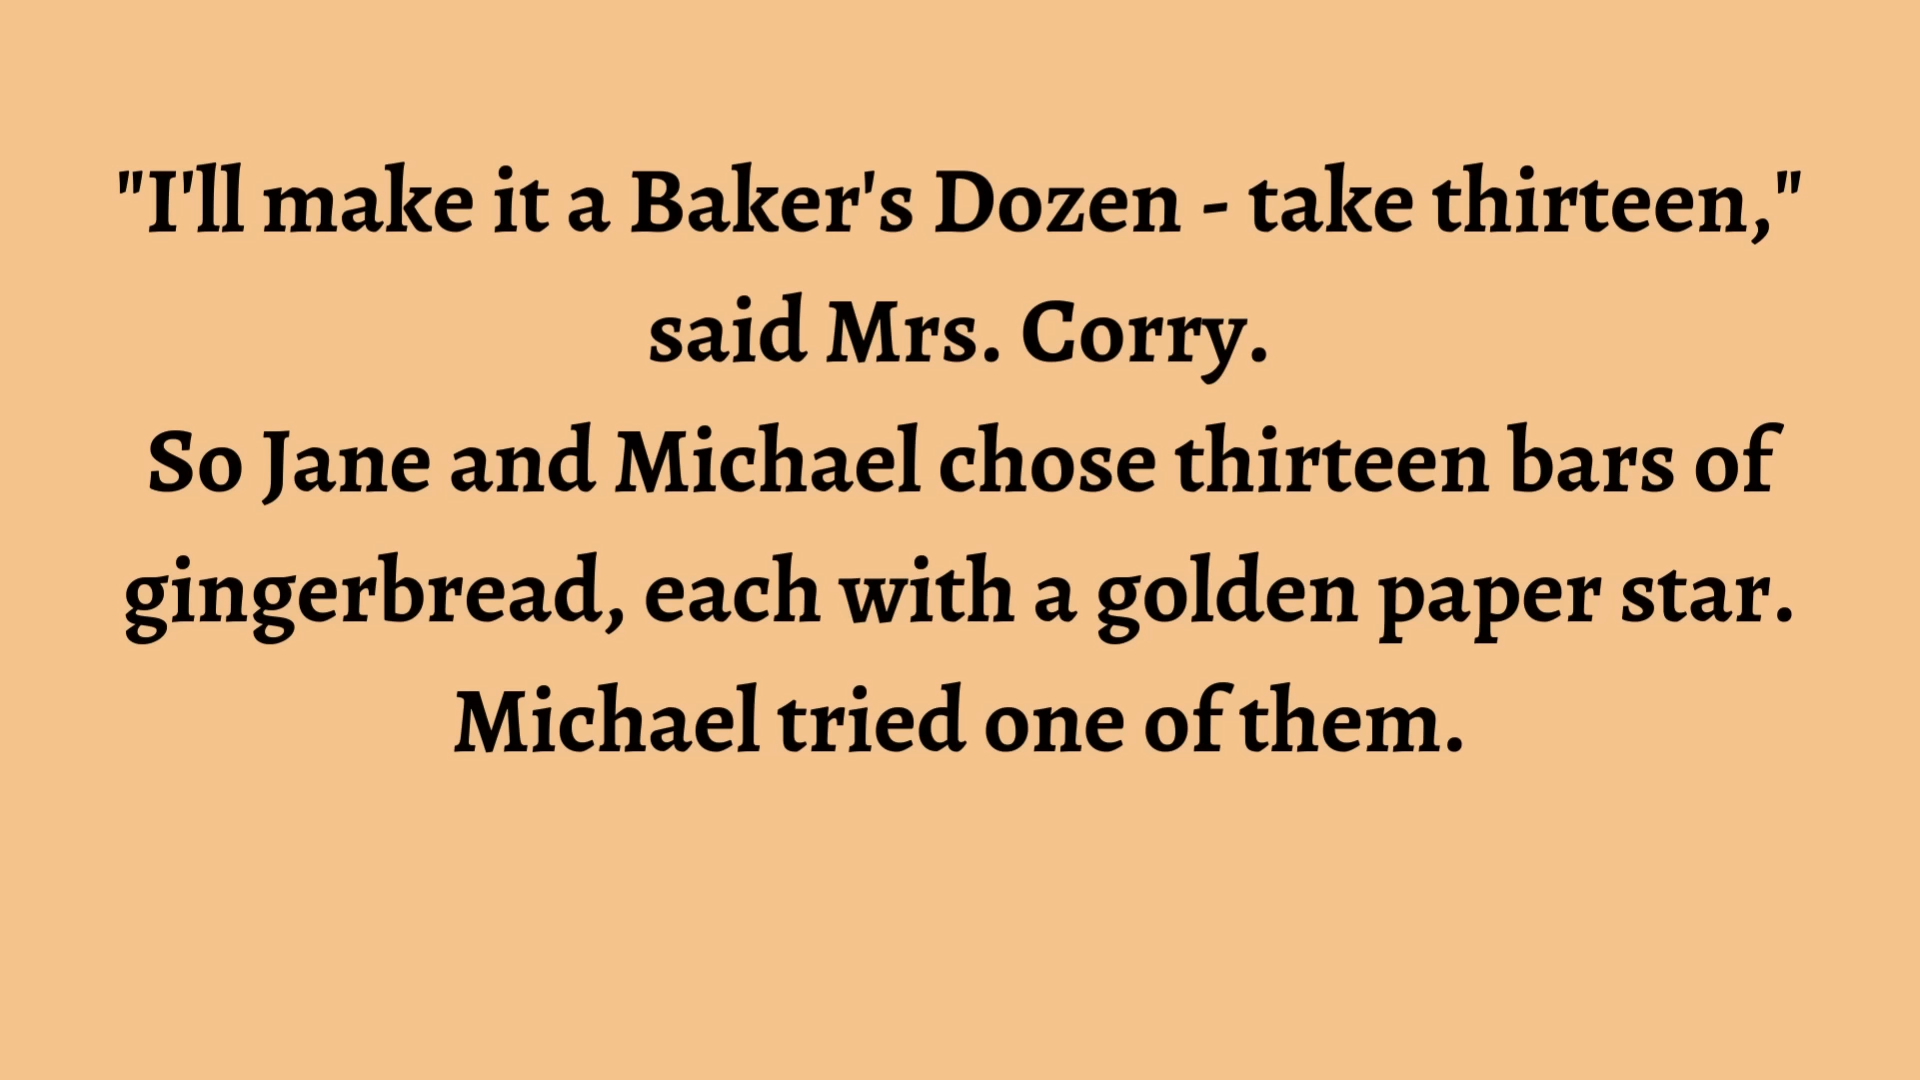 "I'll make it a Baker's Dozen - take thirteen,"
said Mrs. Corry.
So Jane and Michael chose thirteen bars of
gingerbread, each with a golden paper star.
Michael tried one of them.